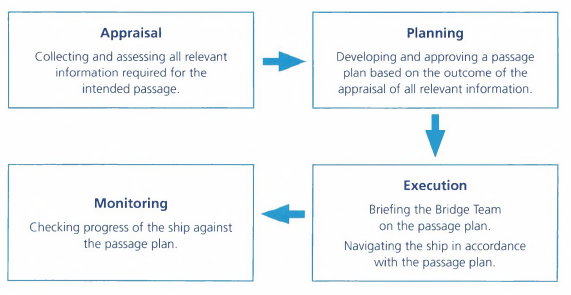 Appraisal
Collecting and assessing all relevant
information required for the
intended passage.
Planning
Developing and approving a passage
plan based on the outcome of the
appraisal of all relevant information.
Execution
Briefing the Bridge Team
on the passage plan.
Navigating the ship in accordance
with the passage plan.
Monitoring
Checking progress of the ship against
the passage plan.